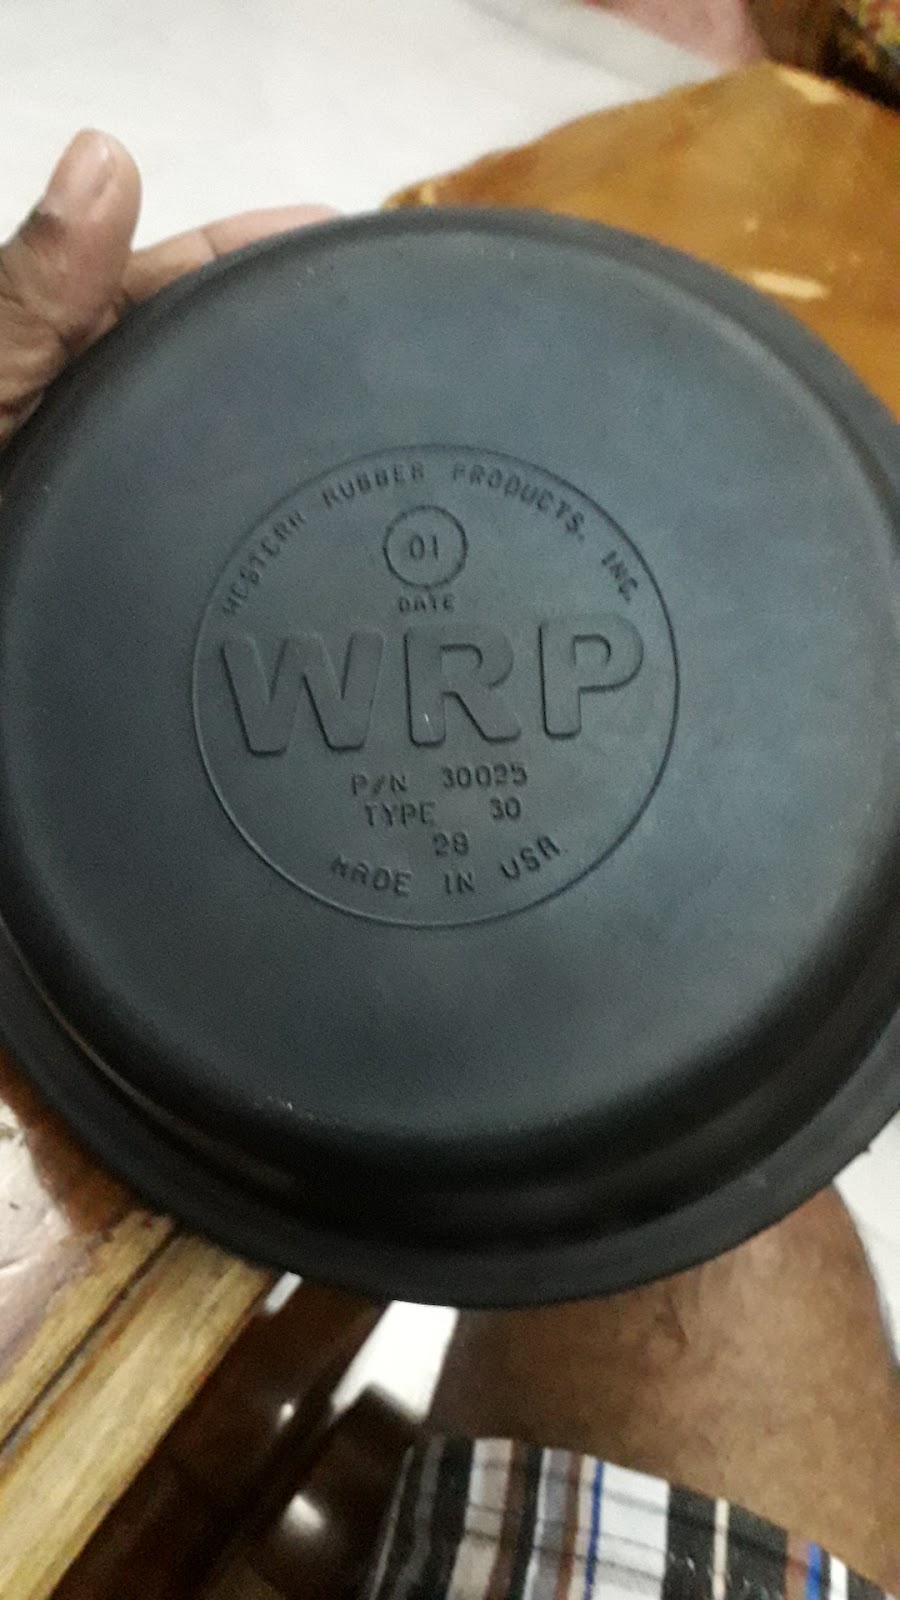 WESTERN RUBBER PRODUCTS, INC.
01
DATE
WRP
P/N 30025
TYPE 30
28
MADE IN USA